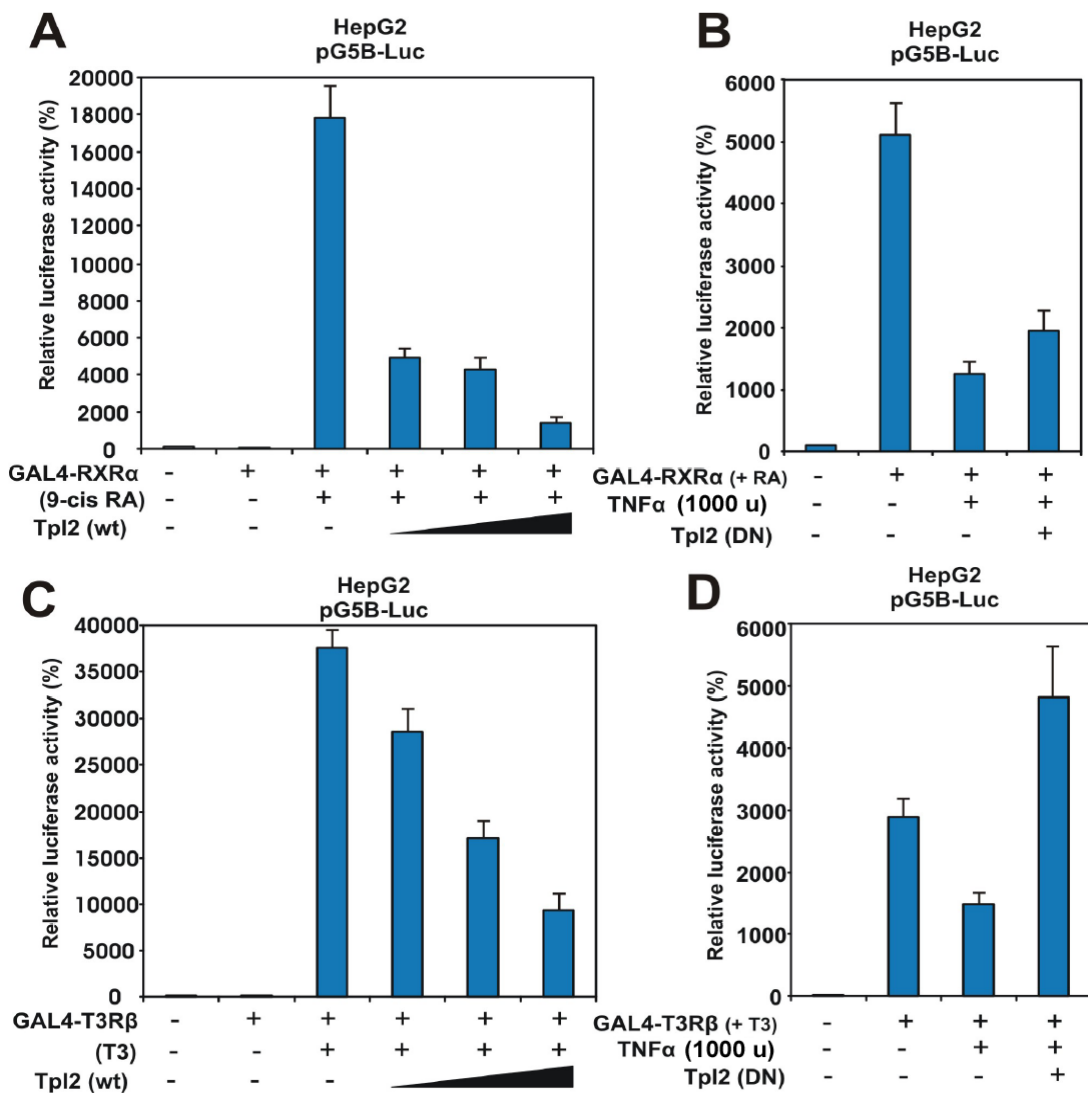 A
HepG2
pG5B-Luc
Relative luciferase activity (%)
20000
18000
16000
14000
12000
10000
8000
6000
4000
2000
0
GAL4-RXRα - + + + + +
(9-cis RA) - - + + + +
Tpl2 (wt) - - -
B
HepG2
pG5B-Luc
Relative luciferase activity (%)
6000
5000
4000
3000
2000
1000
0
GAL4-RXRα (+ RA) - + + +
TNFα (1000 u) - - + +
Tpl2 (DN) - - - +
C
HepG2
pG5B-Luc
Relative luciferase activity (%)
40000
35000
30000
25000
20000
15000
10000
5000
0
GAL4-T3Rβ - + + + + +
(T3) - - + + + +
Tpl2 (wt) - - -
D
HepG2
pG5B-Luc
Relative luciferase activity (%)
6000
5000
4000
3000
2000
1000
0
GAL4-T3Rβ (+ T3) - + + +
TNFα (1000 u) - - + +
Tpl2 (DN) - - - +